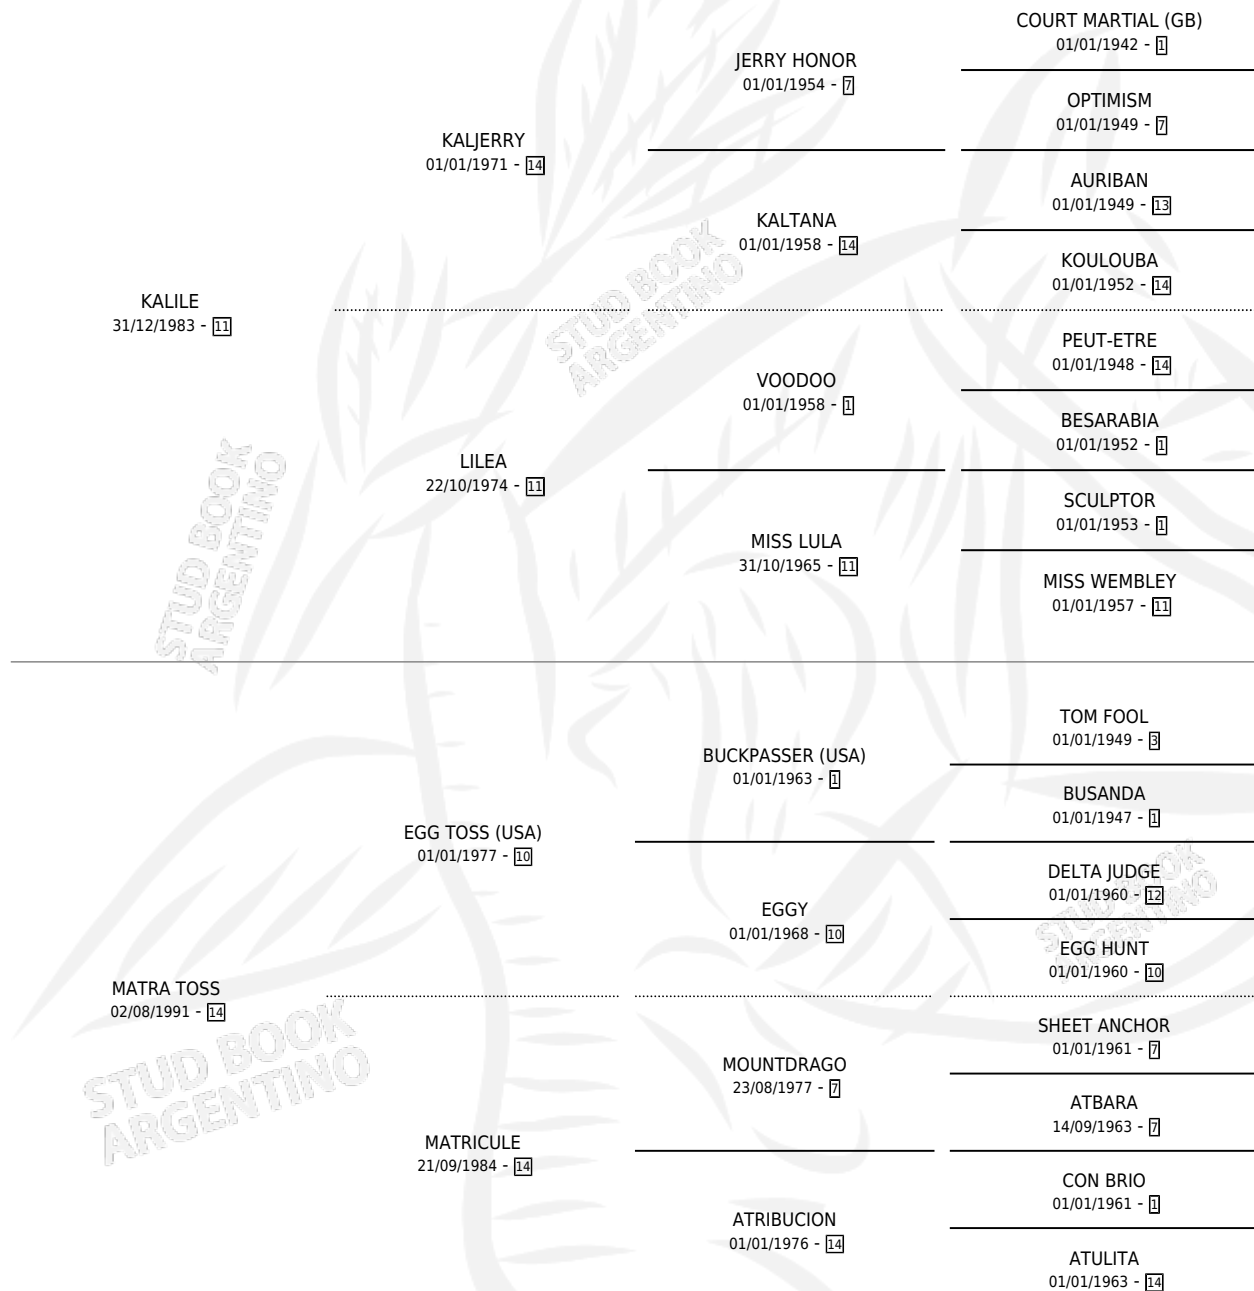 COURT MARTIAL (GB)
01/01/1942 - 1
JERRY HONOR
01/01/1954 - 7
OPTIMISM
01/01/1949 - 7
KALJERRY
01/01/1971 - 14
AURIBAN
01/01/1949 - 13
KALTANA
01/01/1958 - 14
KOULOUBA
01/01/1952 - 14
KALILE
31/12/1983 - 11
PEUT-ETRE
01/01/1948 - 14
VOODOO
01/01/1958 - 1
BESARABIA
01/01/1952 - 1
LILEA
22/10/1974 - 11
SCULPTOR
01/01/1953 - 1
MISS LULA
31/10/1965 - 11
MISS WEMBLEY
01/01/1957 - 11
TOM FOOL
01/01/1949 - 3
BUCKPASSER (USA)
01/01/1963 - 1
BUSANDA
01/01/1947 - 1
EGG TOSS (USA)
01/01/1977 - 10
DELTA JUDGE
01/01/1960 - 12
EGGY
01/01/1968 - 10
EGG HUNT
01/01/1960 - 10
MATRA TOSS
02/08/1991 - 14
SHEET ANCHOR
01/01/1961 - 7
MOUNTDRAGO
23/08/1977 - 7
ATBARA
14/09/1963 - 7
MATRICULE
21/09/1984 - 14
CON BRIO
01/01/1961 - 1
ATRIBUCION
01/01/1976 - 14
ATULITA
01/01/1963 - 14
STUD BOOK
ARGENTINO
STUD BOOK
ARGENTINO
STUD BOOK
ARGENTINO
STUD BOOK
ARGENTINO